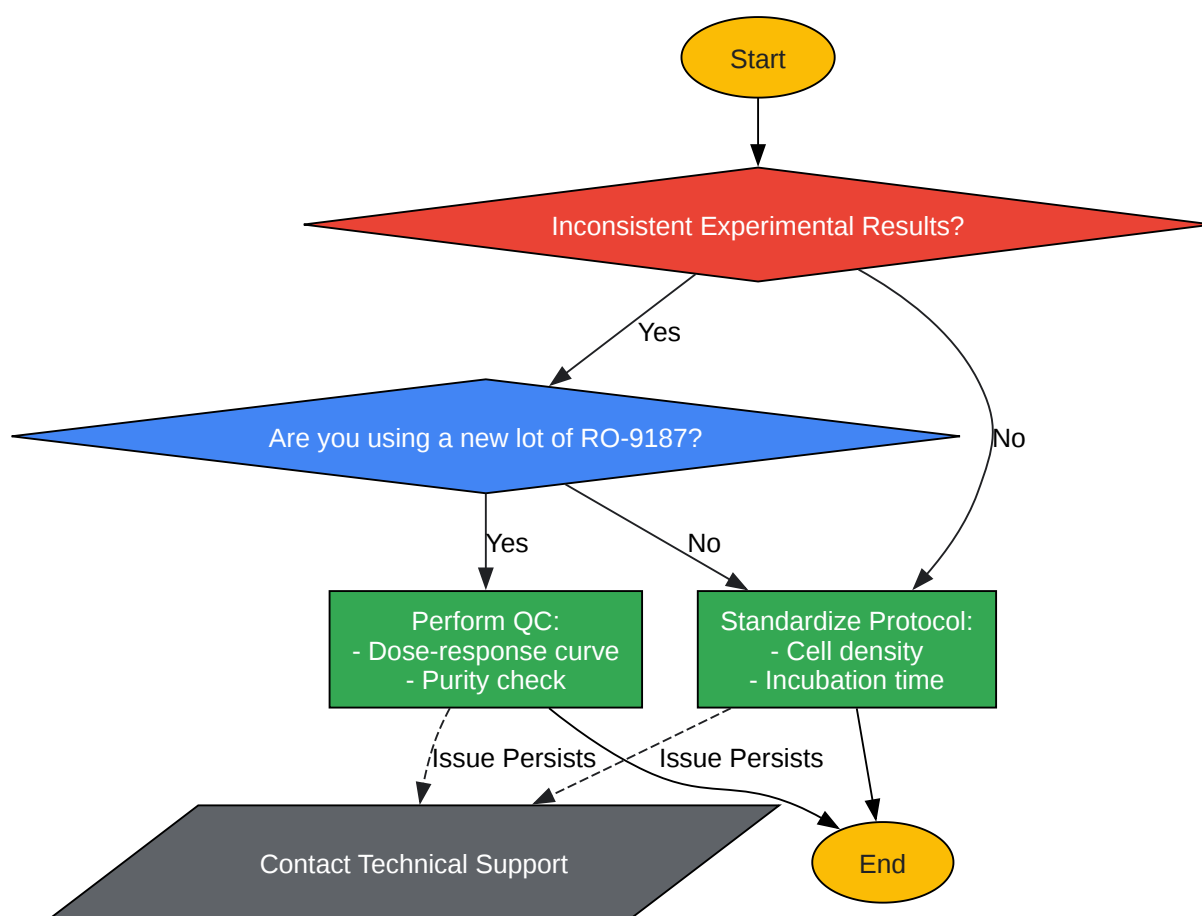 Start
Inconsistent Experimental Results?
Yes
Are you using a new lot of RO-9187?
No
Yes
No
Perform QC:
- Dose-response curve
- Purity check
Standardize Protocol:
- Cell density
- Incubation time
Issue Persists
Issue Persists
Contact Technical Support
End